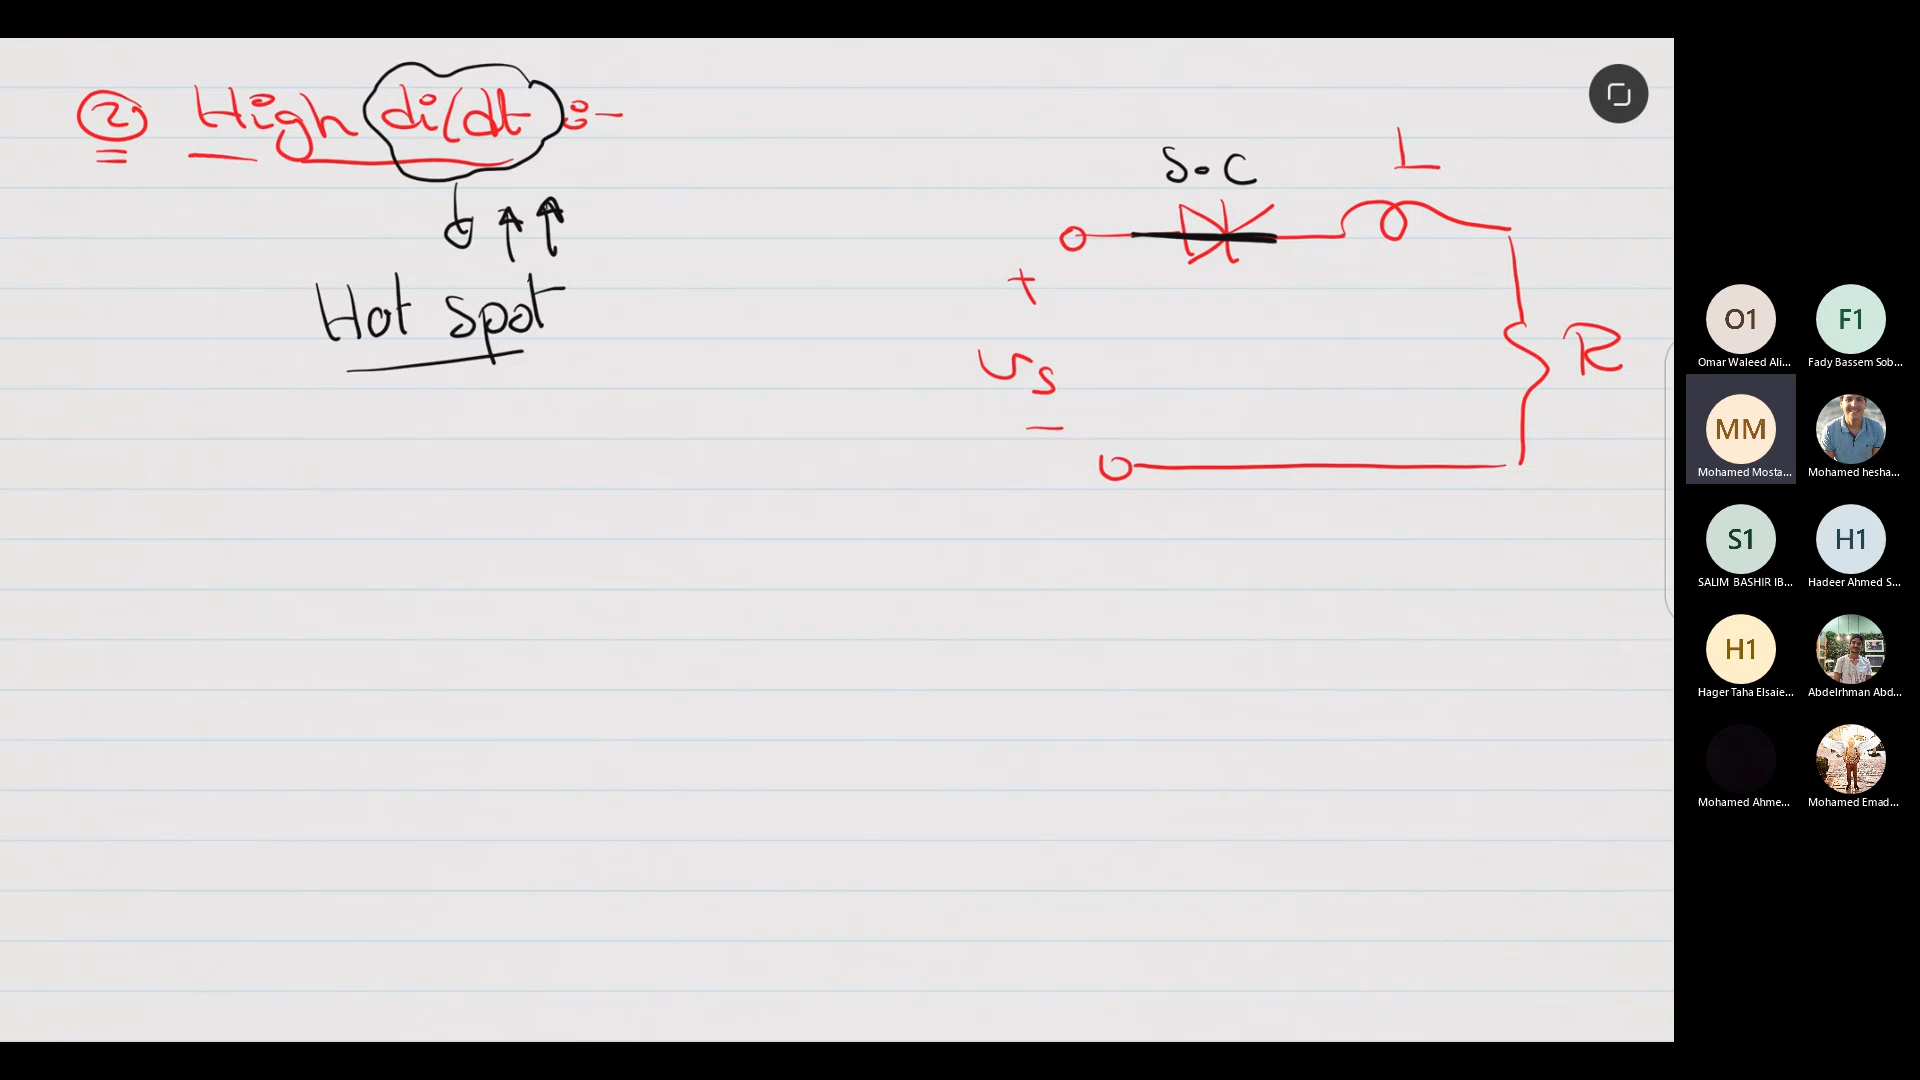 ② High di/dt :-
Hot spot
S.C
L
+
Vs
-
R
O1
Omar Waleed Ali...
F1
Fady Bassem Sob...
MM
Mohamed Mosta...
Mohamed hesha...
S1
SALIM BASHIR IB...
H1
Hadeer Ahmed S...
H1
Hager Taha Elsaie...
Abdelrhman Abd...
Mohamed Ahme...
Mohamed Emad...